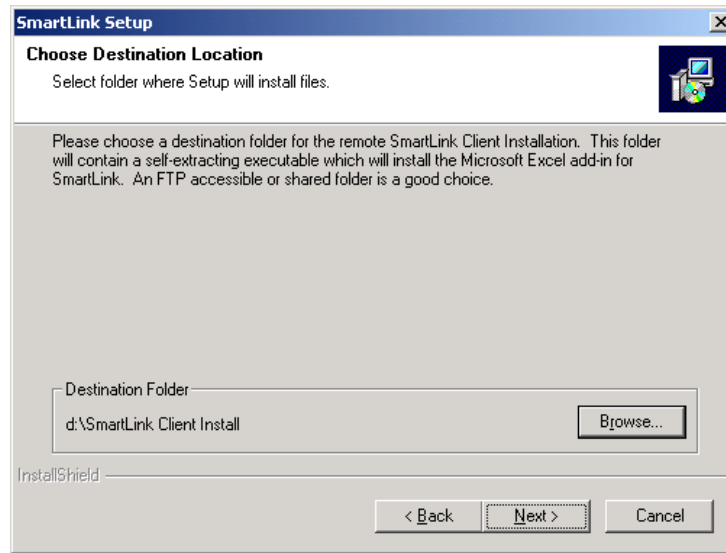 SmartLink Setup
Choose Destination Location
Select folder where Setup will install files.
Please choose a destination folder for the remote SmartLink Client Installation.  This folder
will contain a self-extracting executable which will install the Microsoft Excel add-in for
SmartLink.  An FTP accessible or shared folder is a good choice.
Destination Folder
d:\SmartLink Client Install
Browse...
InstallShield
< Back
Next >
Cancel